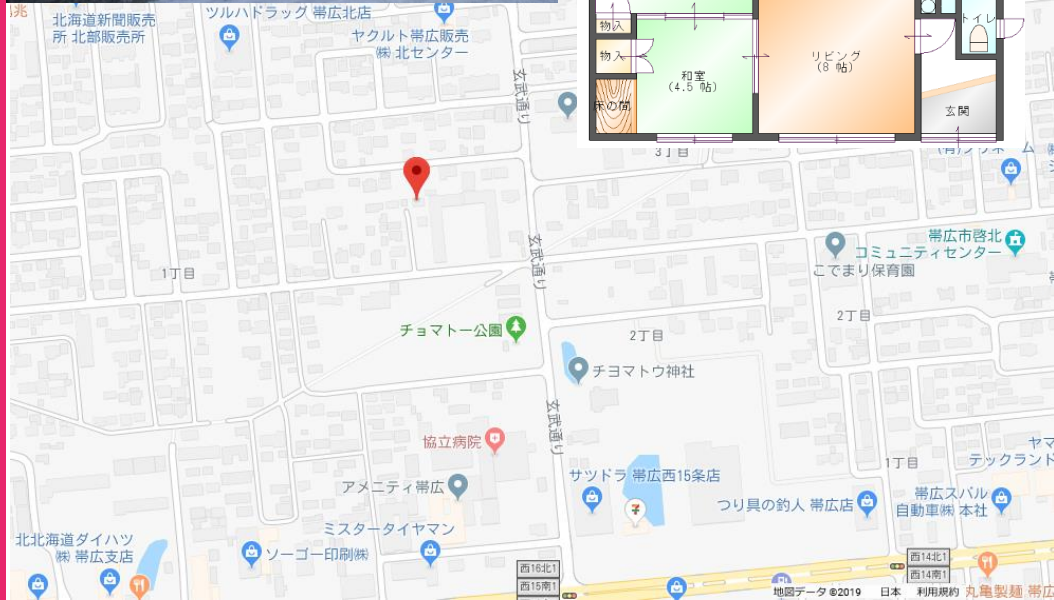 北海道新聞販売
所 北部販売所
ツルハドラッグ 帯広北店
ヤクルト帯広販売
㈱ 北センター
玄武通り
物入
物入
床の間
和室
(4.5 帖)
リビング
(8 帖)
トイレ
玄関
3丁目
玄武通り
1丁目
こでまり保育園
帯広市啓北
コミュニティセンター
チョマトー公園
2丁目
2丁目
チヨマトウ神社
玄武通り
協立病院
アメニティ帯広
サツドラ 帯広西15条店
つり具の釣人 帯広店
1丁目
ヤマ
テックランド
帯広スバル
自動車㈱ 本社
北北海道ダイハツ
㈱ 帯広支店
ソーゴー印刷㈱
ミスタータイヤマン
西16北1
西15南1
西14北1
西14南1
地図データ ©2019 日本 利用規約
丸亀製麺 帯広